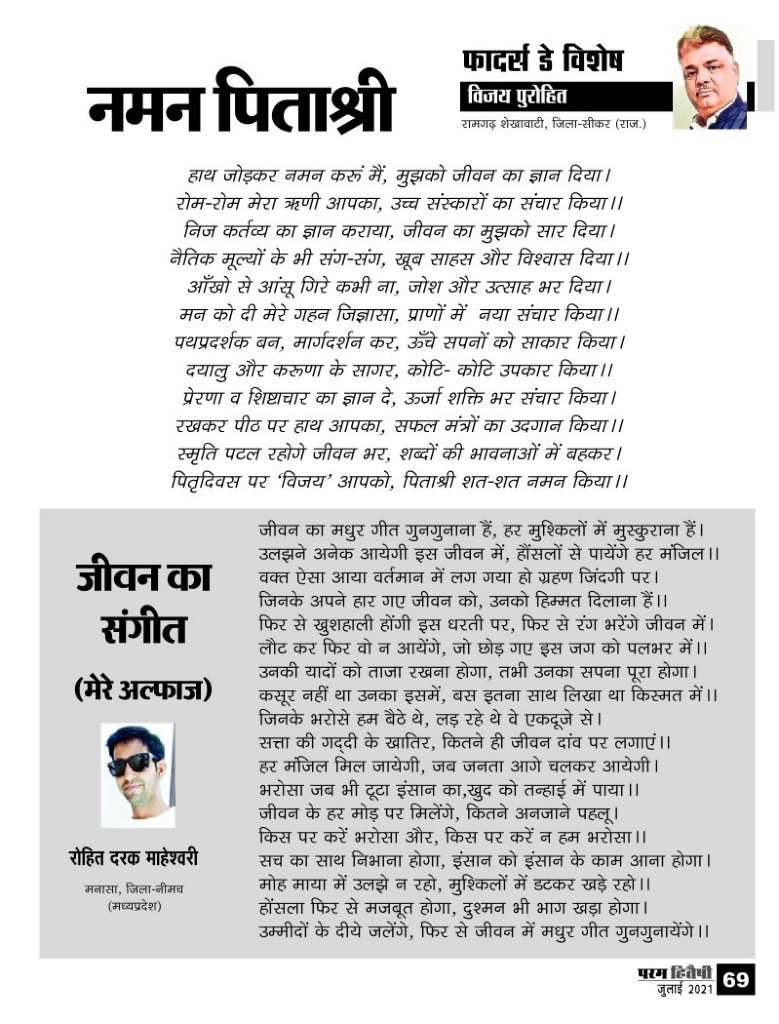 फादर्स डे विशेष
नमन पिताश्री
विजय पुरोहित
रामगढ़ शेखावाटी, जिला-सीकर (राज.)
हाथ जोड़कर नमन करूं मैं, मुझको जीवन का ज्ञान दिया।
रोम-रोम मेरा ऋणी आपका, उच्च संस्कारों का संचार किया।।
निज कर्तव्य का ज्ञान कराया, जीवन का मुझको सार दिया।
नैतिक मूल्यों के भी संग-संग, खूब साहस और विश्वास दिया।।
आँखो से आंसू गिरे कभी ना, जोश और उत्साह भर दिया।
मन को दी मेरे गहन जिज्ञासा, प्राणों में नया संचार किया।।
पथप्रदर्शक बन, मार्गदर्शन कर, ऊँचे सपनों को साकार किया।
दयालु और करूणा के सागर, कोटि- कोटि उपकार किया।।
प्रेरणा व शिष्टाचार का ज्ञान दे, ऊर्जा शक्ति भर संचार किया।
रखकर पीठ पर हाथ आपका, सफल मंत्रों का उदगान किया।।
स्मृति पटल रहोगे जीवन भर, शब्दों की भावनाओं में बहकर।
पितृदिवस पर ‘विजय’ आपको, पिताश्री शत-शत नमन किया।।
जीवन का
संगीत
(मेरे अल्फाज)
रोहित दरक माहेश्वरी
मनासा, जिला-नीमच
(मध्यप्रदेश)
जीवन का मधुर गीत गुनगुनाना हैं, हर मुश्किलों में मुस्कुराना हैं।
उलझने अनेक आयेगी इस जीवन में, हौंसलों से पायेंगे हर मंजिल।।
वक्त ऐसा आया वर्तमान में लग गया हो ग्रहण जिंदगी पर।
जिनके अपने हार गए जीवन को, उनको हिम्मत दिलाना हैं।।
फिर से खुशहाली होंगी इस धरती पर, फिर से रंग भरेंगे जीवन में।
लौट कर फिर वो न आयेंगे, जो छोड़ गए इस जग को पलभर में।।
उनकी यादों को ताजा रखना होगा, तभी उनका सपना पूरा होगा।
कसूर नहीं था उनका इसमें, बस इतना साथ लिखा था किस्मत में।।
जिनके भरोसे हम बैठे थे, लड़ रहे थे वे एकदूजे से।
सत्ता की गद्दी के खातिर, कितने ही जीवन दांव पर लगाएं।।
हर मंजिल मिल जायेगी, जब जनता आगे चलकर आयेगी।
भरोसा जब भी टूटा इंसान का,खुद को तन्हाई में पाया।।
जीवन के हर मोड़ पर मिलेंगे, कितने अनजाने पहलू।
किस पर करें भरोसा और, किस पर करें न हम भरोसा।।
सच का साथ निभाना होगा, इंसान को इंसान के काम आना होगा।
मोह माया में उलझे न रहो, मुश्किलों में डटकर खड़े रहो।।
होंसला फिर से मजबूत होगा, दुश्मन भी भाग खड़ा होगा।
उम्मीदों के दीये जलेंगे, फिर से जीवन में मधुर गीत गुनगुनायेंगे।।
परम हितैषी
जुलाई 2021
69